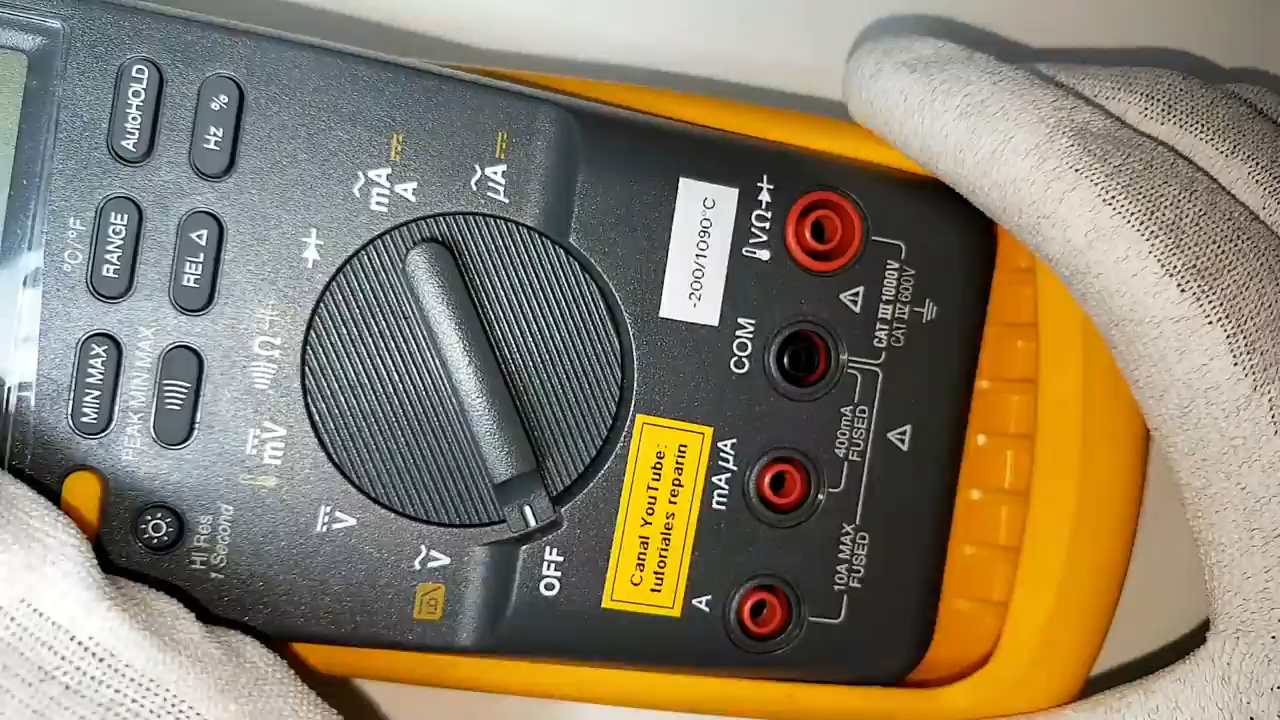 AutoHOLD
Hz %
°C/°F
RANGE
REL △
MIN MAX
PEAK MIN MAX
HI Res
1 Second
mA
A
µA
Ω
mV
V
V
LO
OFF
-200/1090°C
VΩ
COM
mAµA
A
CAT III 1000V
CAT IV 600V
400mA
FUSED
10A MAX
FUSED
Canal YouTube:
tutoriales reparin